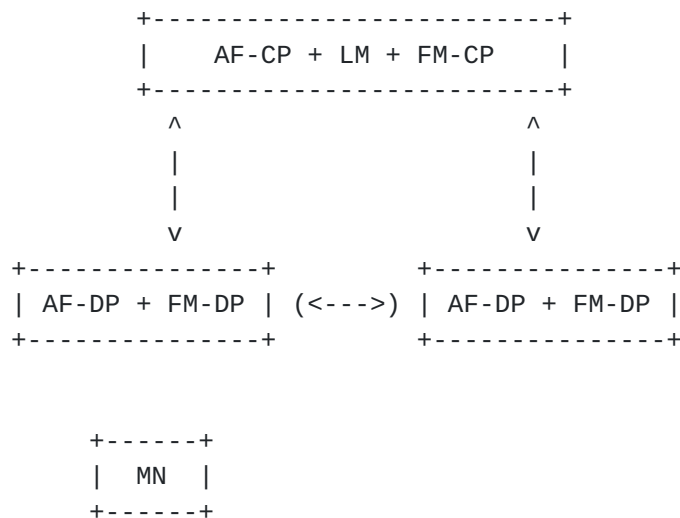 AF-CP + LM + FM-CP
AF-DP + FM-DP (<--->) AF-DP + FM-DP
MN